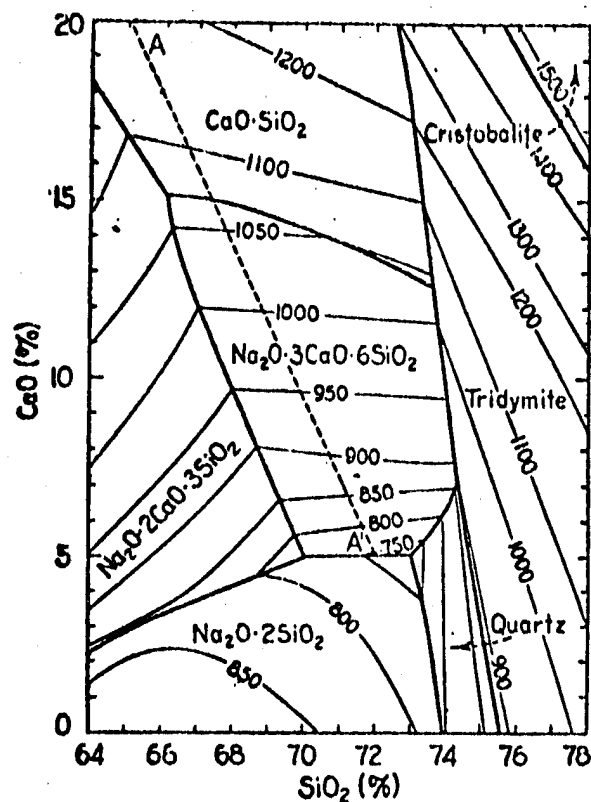 20
A
1200
1500
CaO·SiO₂
Cristobalite
1400
1100
15
1050
1300
1000
1200
Na₂O·3CaO·6SiO₂
CaO (%)
10
950
Tridymite
1100
Na₂O·2CaO·3SiO₂
900
850
800
1000
5
A'
750
Na₂O·2SiO₂
800
Quartz
850
900
0
64 66 68 70 72 74 76 78
SiO₂ (%)